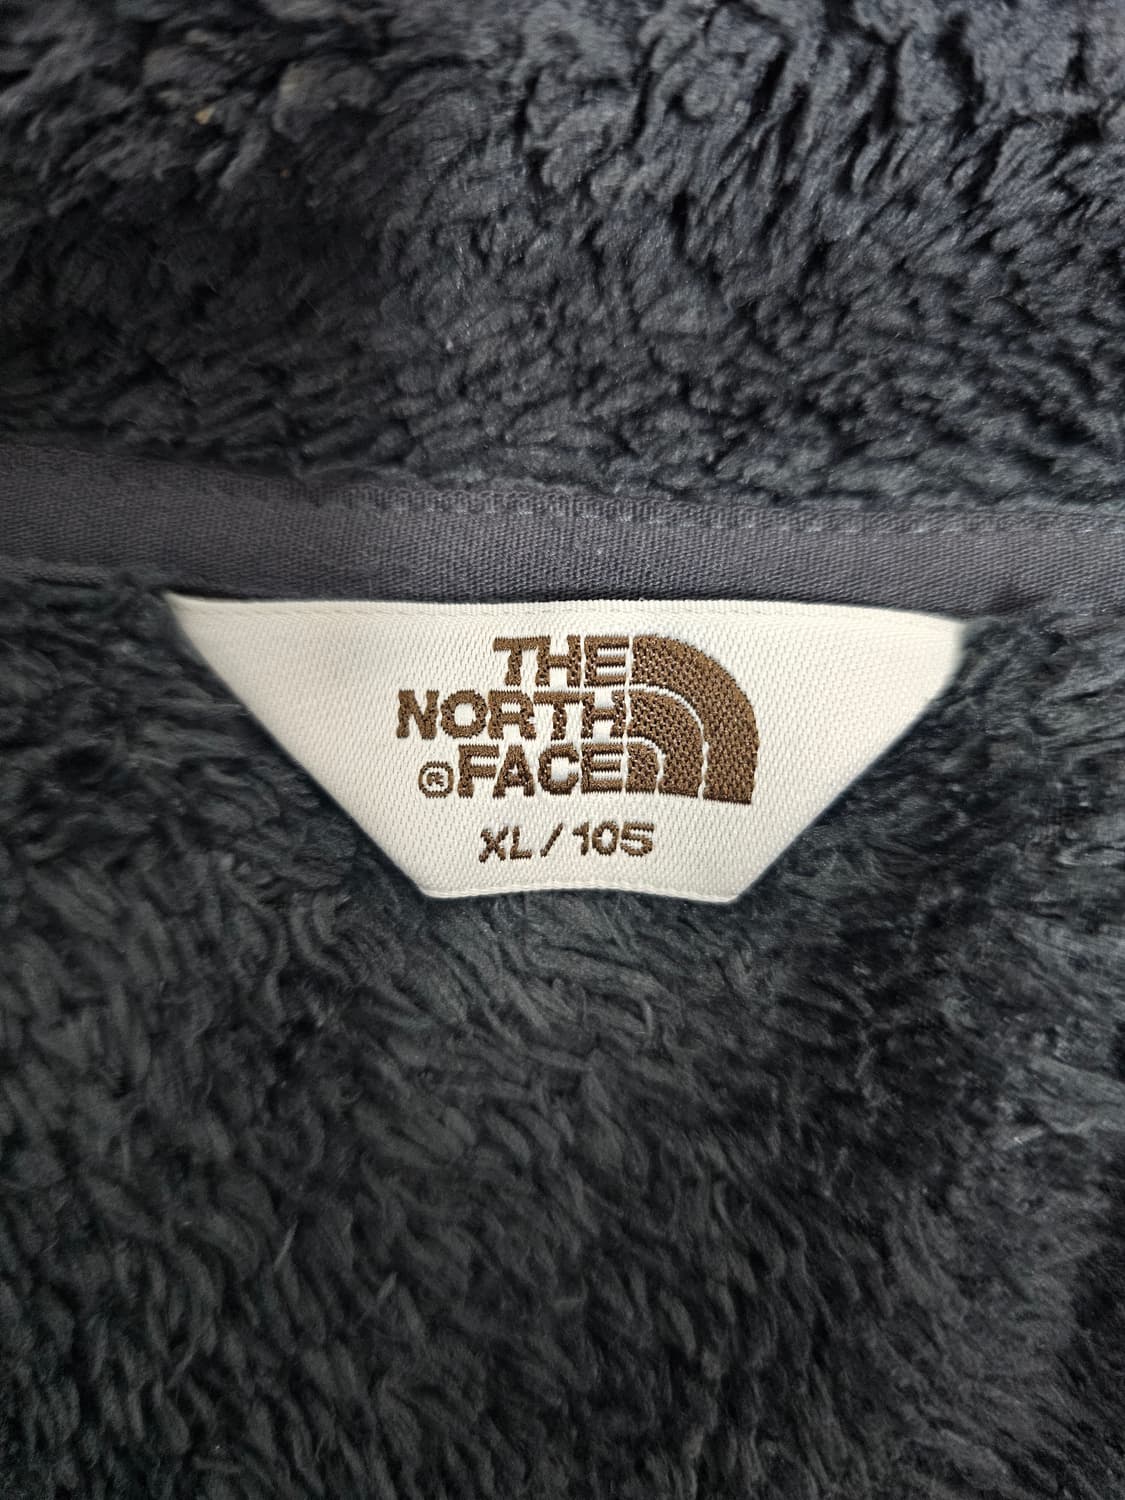 THE
NORTH
®FACE
XL/105